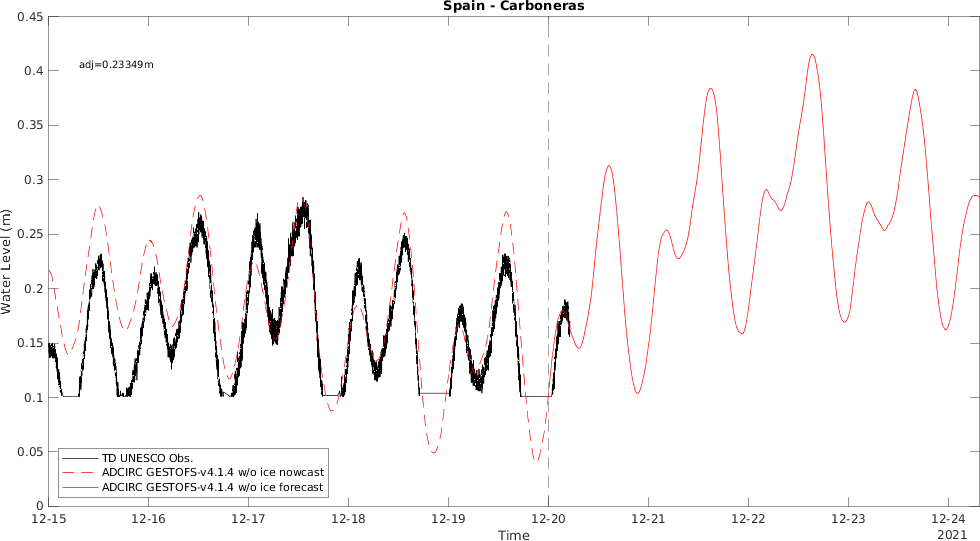 Spain - Carboneras
0.45
adj=0.23349m
0.4
0.35
0.3
0.25
0.2
0.15
0.1
0.05
0
Water Level (m)
TD UNESCO Obs.
ADCIRC GESTOFS-v4.1.4 w/o ice nowcast
ADCIRC GESTOFS-v4.1.4 w/o ice forecast
12-15 12-16 12-17 12-18 12-19 12-20 12-21 12-22 12-23 12-24
Time
2021